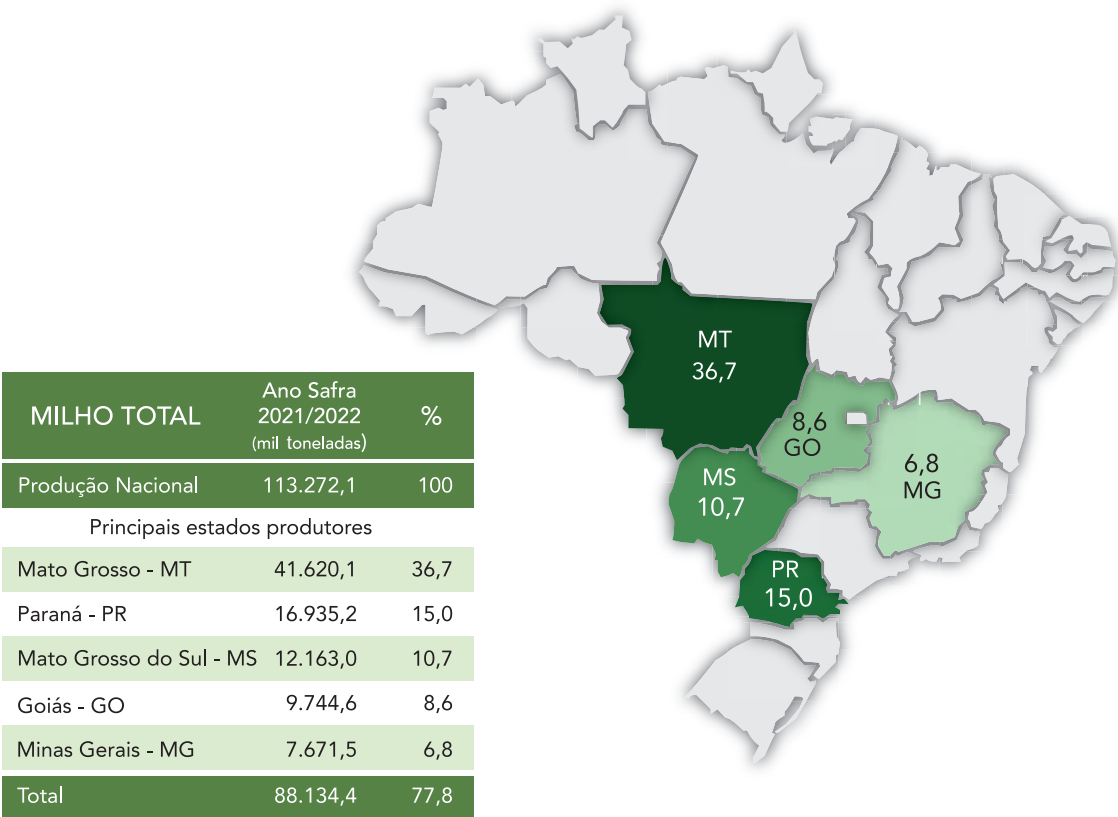 MILHO TOTAL
Ano Safra
2021/2022
(mil toneladas)
%
Produção Nacional 113.272,1 100
Principais estados produtores
Mato Grosso - MT 41.620,1 36,7
Paraná - PR 16.935,2 15,0
Mato Grosso do Sul - MS 12.163,0 10,7
Goiás - GO 9.744,6 8,6
Minas Gerais - MG 7.671,5 6,8
Total 88.134,4 77,8
MT
36,7
8,6
GO
6,8
MG
MS
10,7
PR
15,0